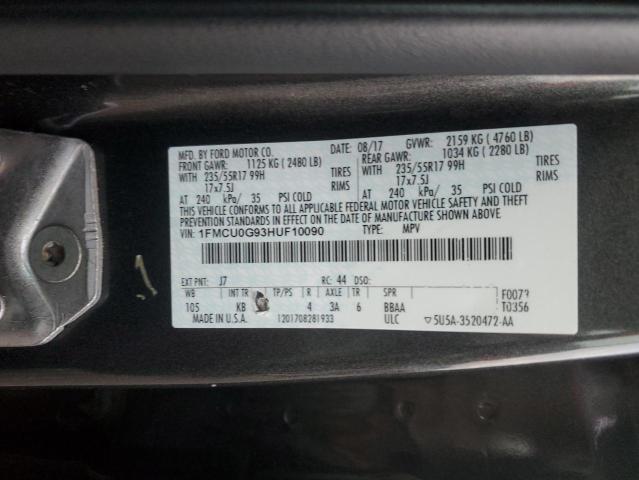 MFD. BY FORD MOTOR CO. DATE: 08/17 GVWR: 2159 KG ( 4760 LB)
FRONT GAWR: 1125 KG ( 2480 LB) REAR GAWR: 1034 KG ( 2280 LB)
WITH 235/55R17 99H TIRES WITH 235/55R17 99H TIRES
17x7.5J RIMS 17x7.5J RIMS
AT 240 kPa/ 35 PSI COLD AT 240 kPa/ 35 PSI COLD
THIS VEHICLE CONFORMS TO ALL APPLICABLE FEDERAL MOTOR VEHICLE SAFETY AND THEFT
PREVENTION STANDARDS IN EFFECT ON THE DATE OF MANUFACTURE SHOWN ABOVE.
VIN: 1FMCU0G93HUF10090 TYPE: MPV
EXT PNT: J7 RC: 44 DSO:
WB INT TR TP/PS R AXLE TR SPR F0073
105 KB 4 3A 6 BBAA T0356
MADE IN U.S.A. 1201708281933 ULC ▽5U5A-3520472-AA